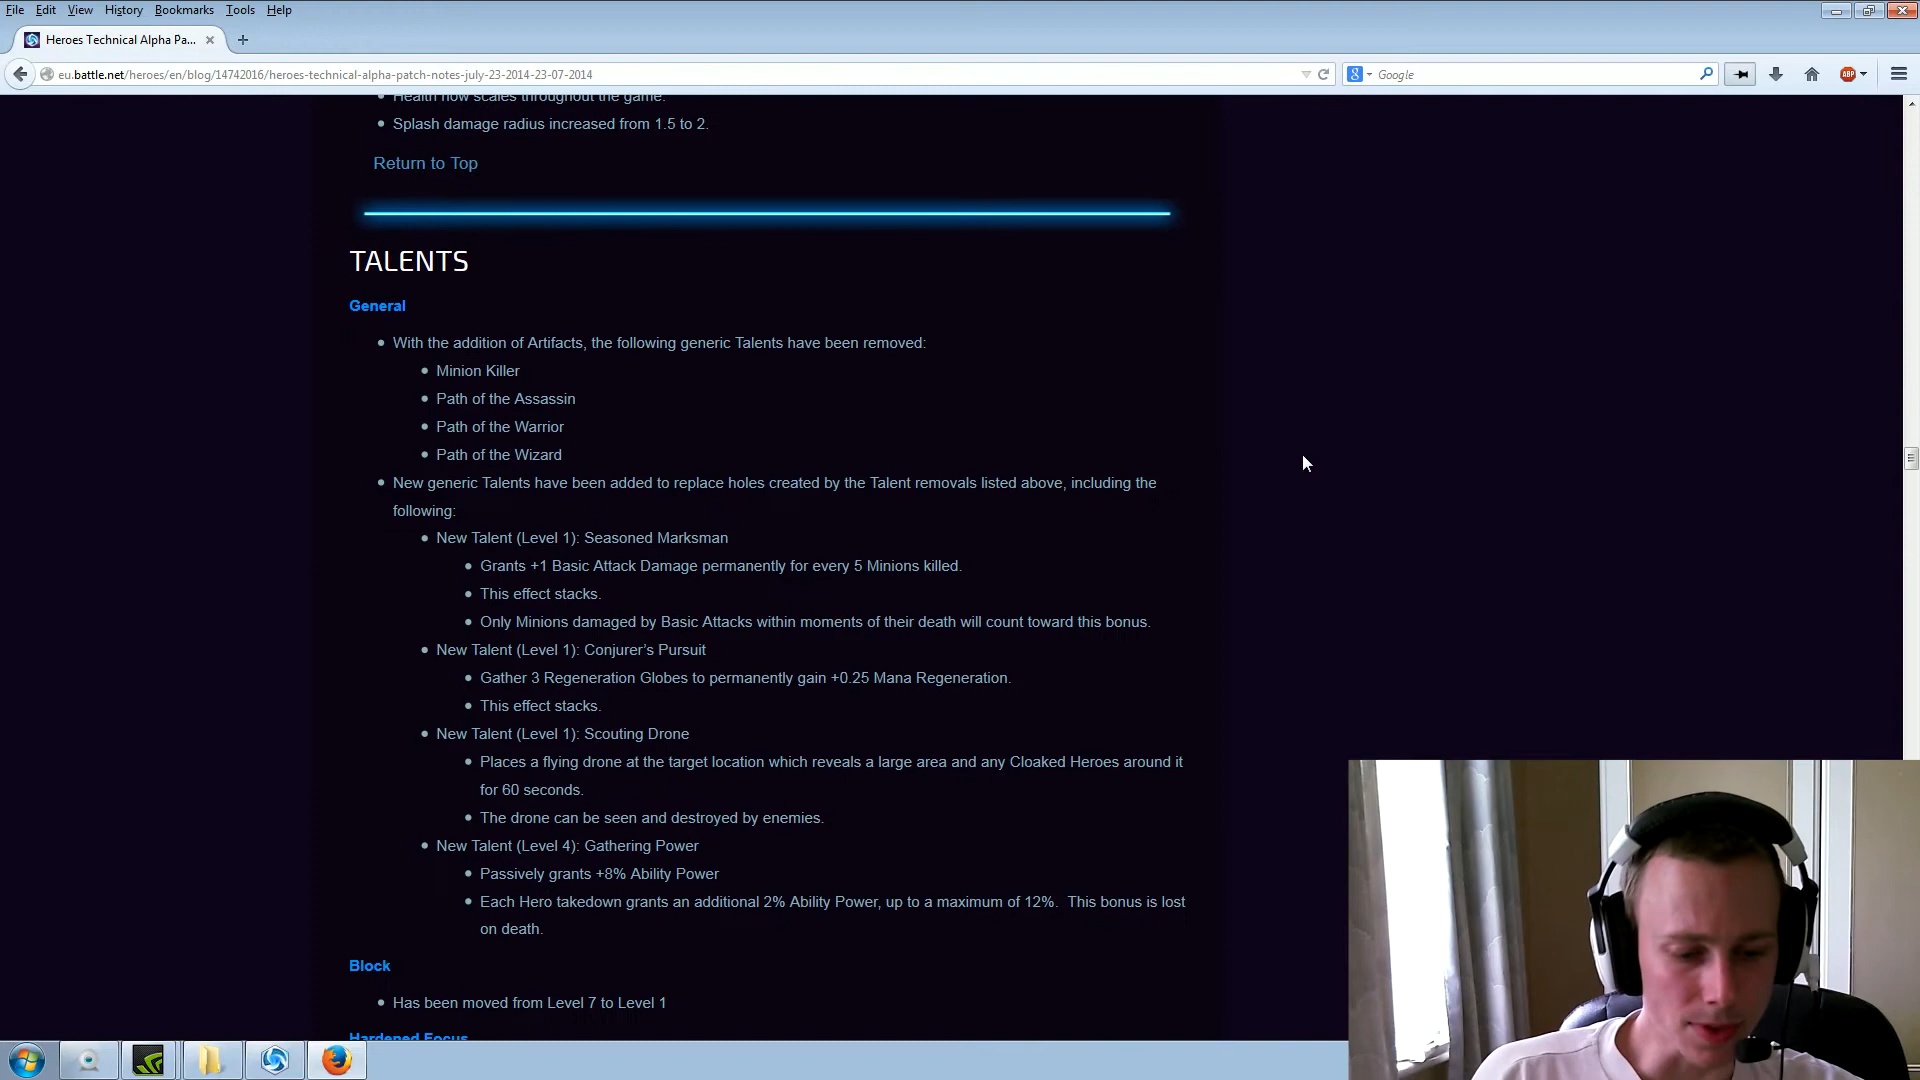 File Edit View History Bookmarks Tools Help
Heroes Technical Alpha Pa...
eu.battle.net/heroes/en/blog/14742016/heroes-technical-alpha-patch-notes-july-23-2014-23-07-2014
Google
ABP
Health now scales throughout the game.
Splash damage radius increased from 1.5 to 2.
Return to Top
TALENTS
General
With the addition of Artifacts, the following generic Talents have been removed:
Minion Killer
Path of the Assassin
Path of the Warrior
Path of the Wizard
New generic Talents have been added to replace holes created by the Talent removals listed above, including the
following:
New Talent (Level 1): Seasoned Marksman
Grants +1 Basic Attack Damage permanently for every 5 Minions killed.
This effect stacks.
Only Minions damaged by Basic Attacks within moments of their death will count toward this bonus.
New Talent (Level 1): Conjurer’s Pursuit
Gather 3 Regeneration Globes to permanently gain +0.25 Mana Regeneration.
This effect stacks.
New Talent (Level 1): Scouting Drone
Places a flying drone at the target location which reveals a large area and any Cloaked Heroes around it
for 60 seconds.
The drone can be seen and destroyed by enemies.
New Talent (Level 4): Gathering Power
Passively grants +8% Ability Power
Each Hero takedown grants an additional 2% Ability Power, up to a maximum of 12%.  This bonus is lost
on death.
Block
Has been moved from Level 7 to Level 1
Hardened Focus